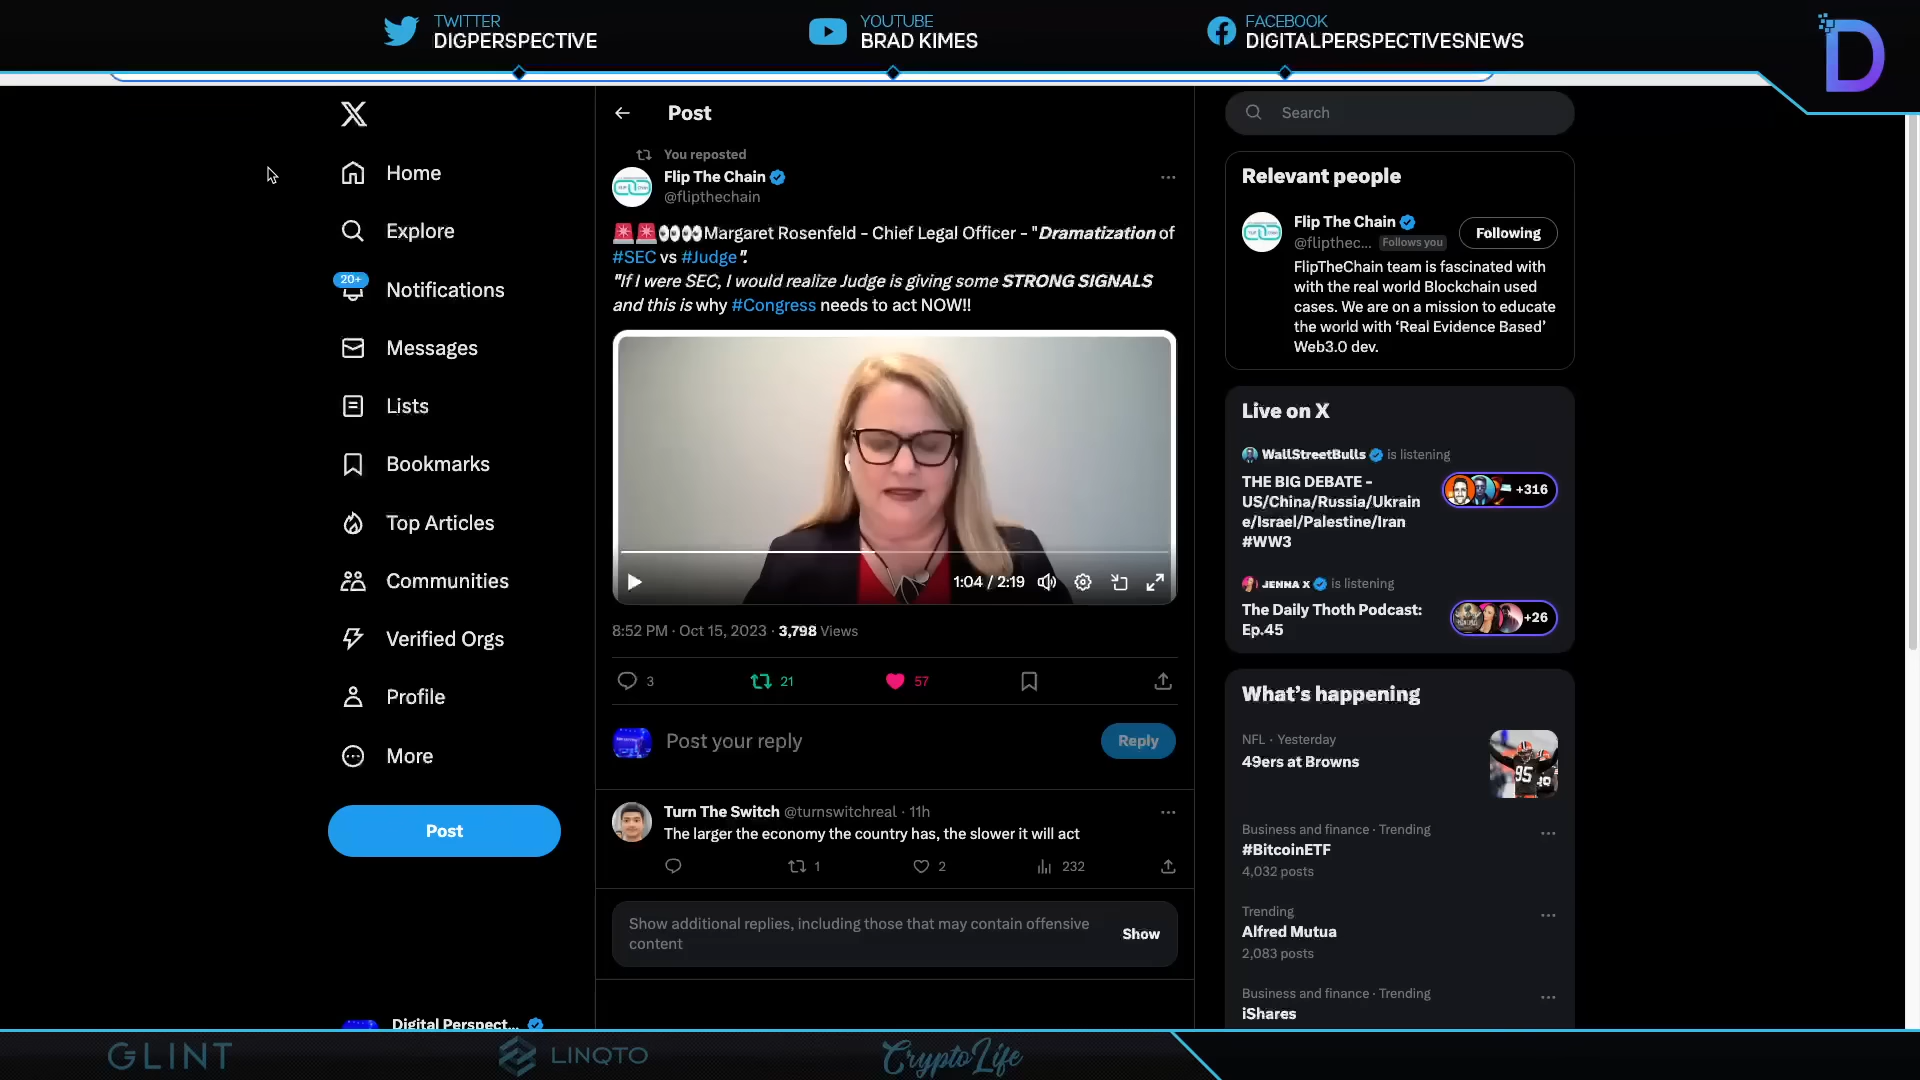 TWITTER
DIGPERSPECTIVE
YOUTUBE
BRAD KIMES
FACEBOOK
DIGITALPERSPECTIVESNEWS
D
Home
Explore
20+
Notifications
Messages
Lists
Bookmarks
Top Articles
Communities
Verified Orgs
Profile
More
Post
Digital Perspect...
Post
You reposted
Flip The Chain
@flipthechain
Margaret Rosenfeld - Chief Legal Officer - "Dramatization of
#SEC vs #Judge".
"If I were SEC, I would realize Judge is giving some STRONG SIGNALS
and this is why #Congress needs to act NOW!!
1:04 / 2:19
8:52 PM · Oct 15, 2023 · 3,798 Views
3
21
57
Post your reply
Reply
Turn The Switch @turnswitchreal · 11h
The larger the economy the country has, the slower it will act
1
2
232
Show additional replies, including those that may contain offensive
content
Show
Search
Relevant people
Flip The Chain
@flipthec... Follows you
Following
FlipTheChain team is fascinated with
with the real world Blockchain used
cases. We are on a mission to educate
the world with ‘Real Evidence Based’
Web3.0 dev.
Live on X
WallStreetBulls is listening
THE BIG DEBATE -
US/China/Russia/Ukrain
e/Israel/Palestine/Iran
#WW3
+316
JENNA X is listening
The Daily Thoth Podcast:
Ep.45
+26
What's happening
NFL · Yesterday
49ers at Browns
Business and finance · Trending
#BitcoinETF
4,032 posts
Trending
Alfred Mutua
2,083 posts
Business and finance · Trending
iShares
GLINT
LINQTO
CryptoLife